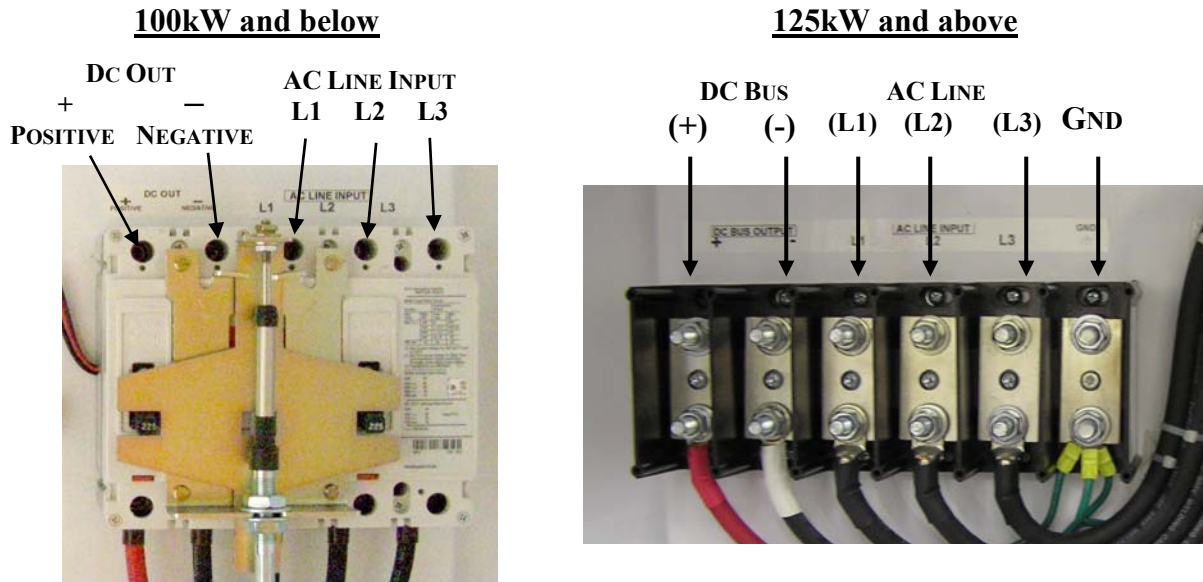 100kW and below
DC OUT
+ −
POSITIVE NEGATIVE
AC LINE INPUT
L1 L2 L3
DC OUT
+ −
POSITIVE NEGATIVE
AC LINE INPUT
L1 L2 L3
225 225
125kW and above
DC BUS
(+) (-)
AC LINE
(L1) (L2) (L3)
GND
DC BUS OUTPUT
+ -
AC LINE INPUT
L1 L2 L3
GND